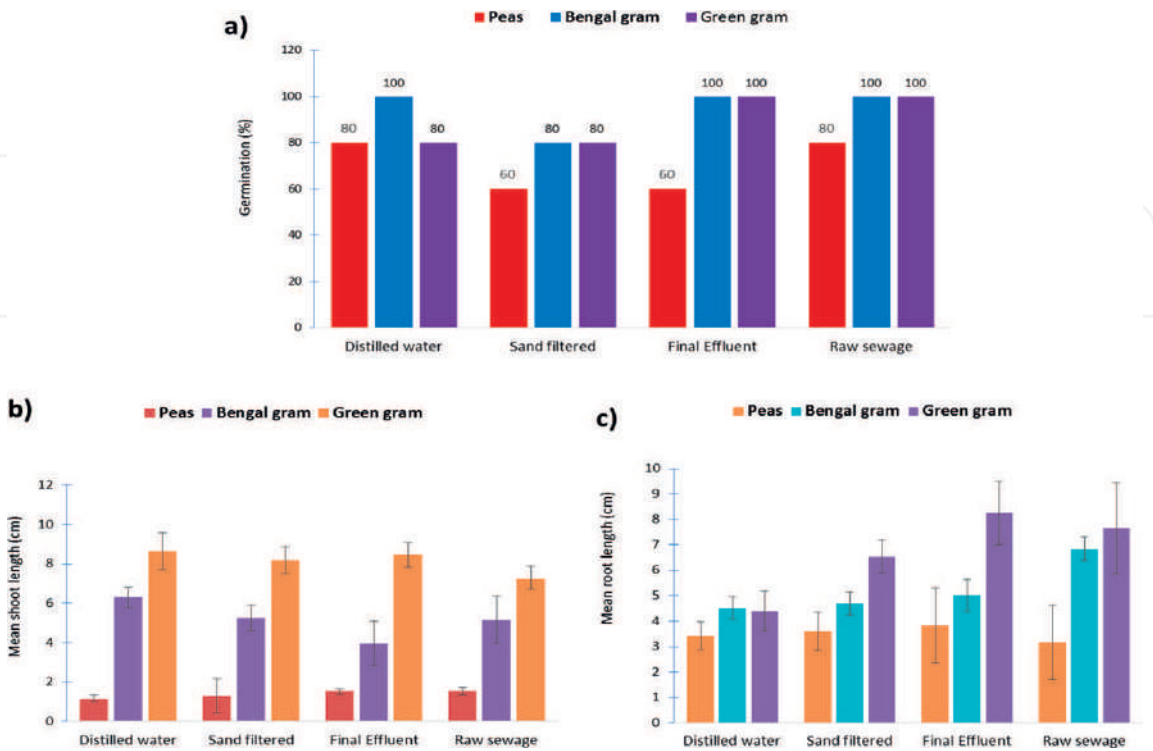 a)
Peas Bengal gram Green gram
Germination (%)
120
100
80
60
40
20
0
80 100 80
60 80 80
60 100 100
80 100 100
Distilled water Sand filtered Final Effluent Raw sewage
b)
Peas Bengal gram Green gram
Mean shoot length (cm)
12
10
8
6
4
2
0
Distilled water Sand filtered Final Effluent Raw sewage
c)
Peas Bengal gram Green gram
Mean root length (cm)
10
9
8
7
6
5
4
3
2
1
0
Distilled water Sand filtered Final Effluent Raw sewage